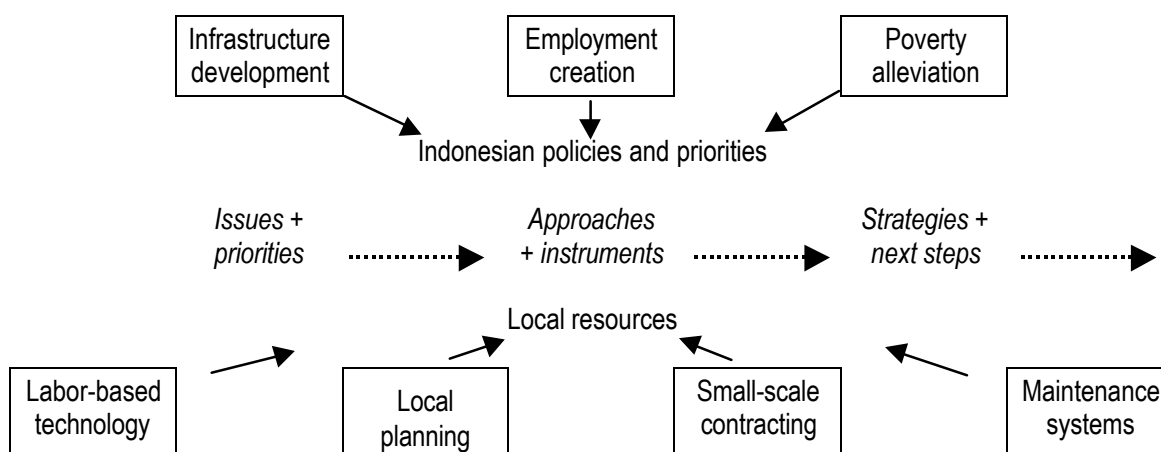 Infrastructure
development
Employment
creation
Poverty
alleviation
Indonesian policies and priorities
Issues +
priorities
Approaches
+ instruments
Strategies +
next steps
Local resources
Labor-based
technology
Local
planning
Small-scale
contracting
Maintenance
systems